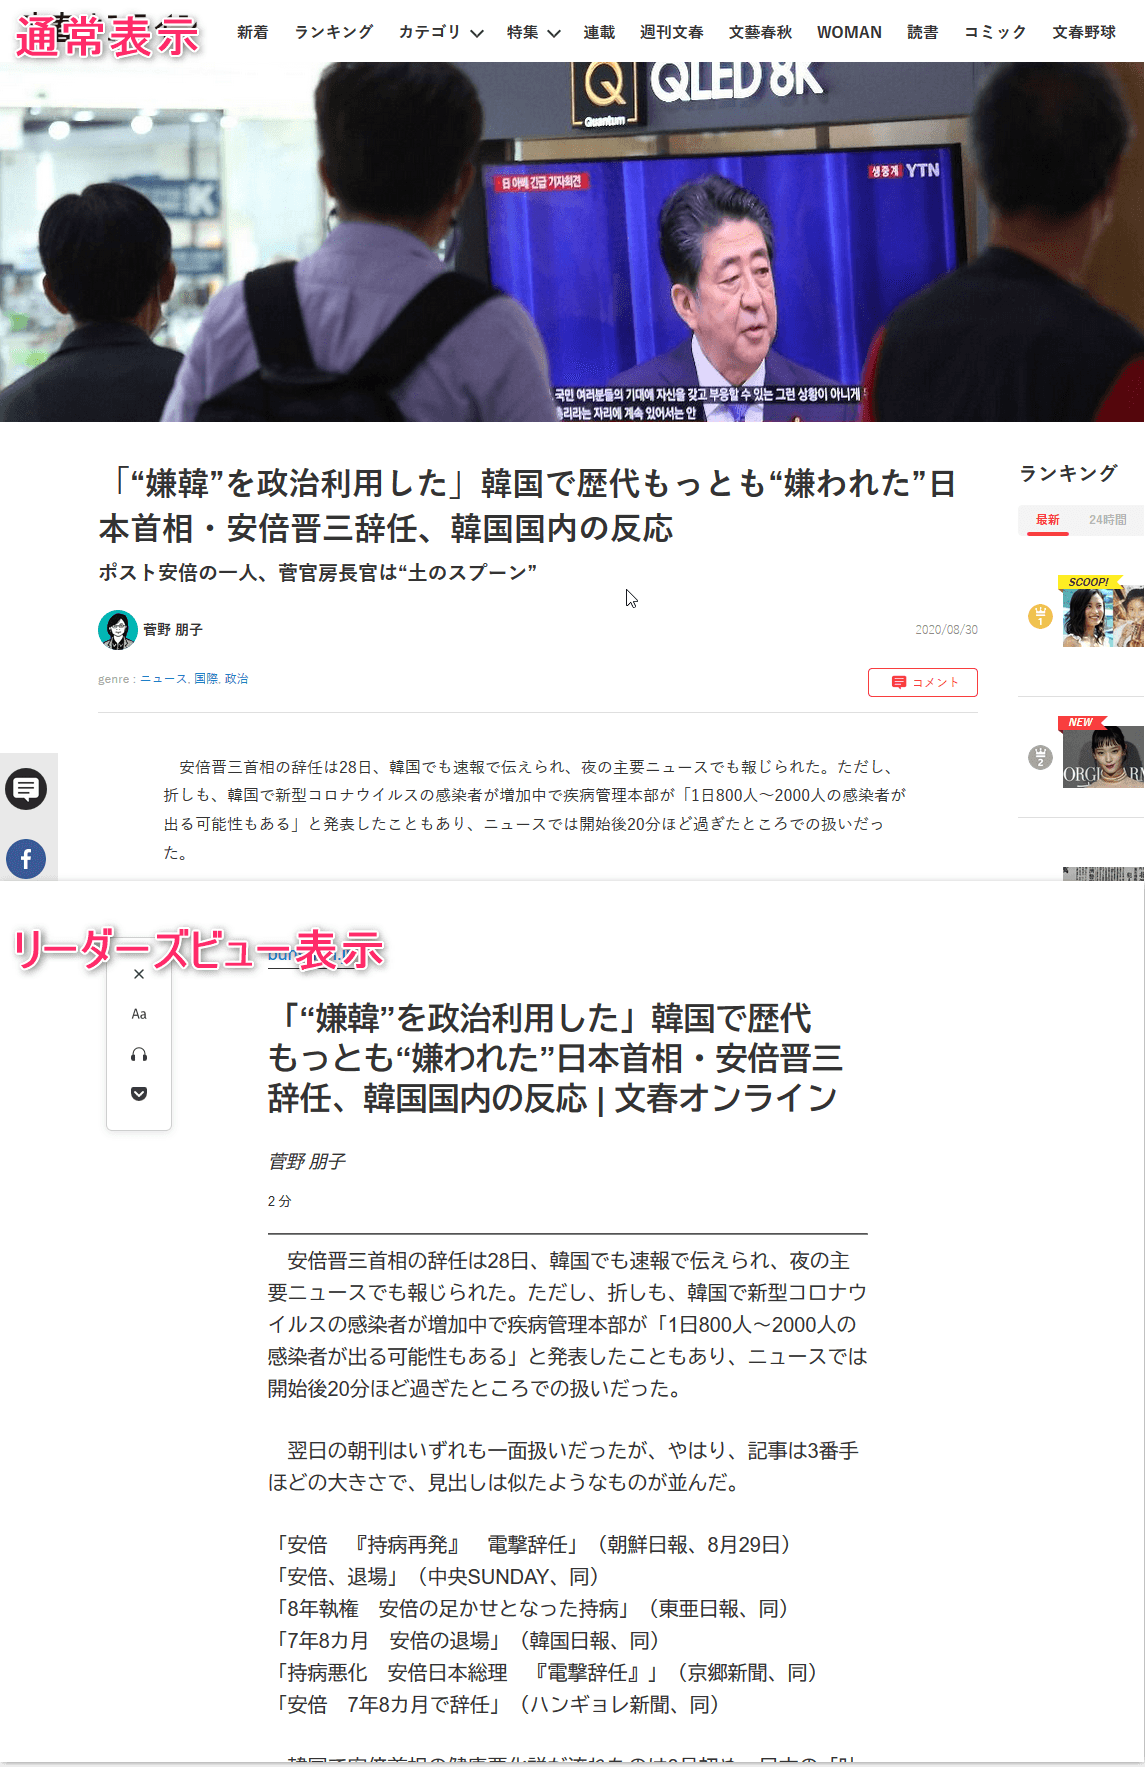 通常表示
新着 ランキング カテゴリ 特集 連載 週刊文春 文藝春秋 WOMAN 読書 コミック 文春野球
Q QLED 8K
Quantum
日 아베 긴급 기자회견
생중계 YTN
국민 여러분들의 기대에 자신을 갖고 부응할 수 있는 그런 상황이 아니게
총리라는 자리에 계속 있어서는 안
「“嫌韓”を政治利用した」韓国で歴代もっとも“嫌われた”日
本首相・安倍晋三辞任、韓国国内の反応
ポスト安倍の一人、菅官房長官は“土のスプーン”
菅野 朋子
2020/08/30
genre : ニュース, 国際, 政治
コメント
ランキング
最新 24時間
SCOOP!
1
NEW
2
安倍晋三首相の辞任は28日、韓国でも速報で伝えられ、夜の主要ニュースでも報じられた。ただし、
折しも、韓国で新型コロナウイルスの感染者が増加中で疾病管理本部が「1日800人〜2000人の感染者が
出る可能性もある」と発表したこともあり、ニュースでは開始後20分ほど過ぎたところでの扱いだっ
た。
リーダーズビュー表示
Aa
「“嫌韓”を政治利用した」韓国で歴代
もっとも“嫌われた”日本首相・安倍晋三
辞任、韓国国内の反応 | 文春オンライン
菅野 朋子
2 分
安倍晋三首相の辞任は28日、韓国でも速報で伝えられ、夜の主
要ニュースでも報じられた。ただし、折しも、韓国で新型コロナウ
イルスの感染者が増加中で疾病管理本部が「1日800人〜2000人の
感染者が出る可能性もある」と発表したこともあり、ニュースでは
開始後20分ほど過ぎたところでの扱いだった。
翌日の朝刊はいずれも一面扱いだったが、やはり、記事は3番手
ほどの大きさで、見出しは似たようなものが並んだ。
「安倍　『持病再発』　電撃辞任」（朝鮮日報、8月29日）
「安倍、退場」（中央SUNDAY、同）
「8年執権　安倍の足かせとなった持病」（東亜日報、同）
「7年8カ月　安倍の退場」（韓国日報、同）
「持病悪化　安倍日本総理　『電撃辞任』」（京郷新聞、同）
「安倍　7年8カ月で辞任」（ハンギョレ新聞、同）